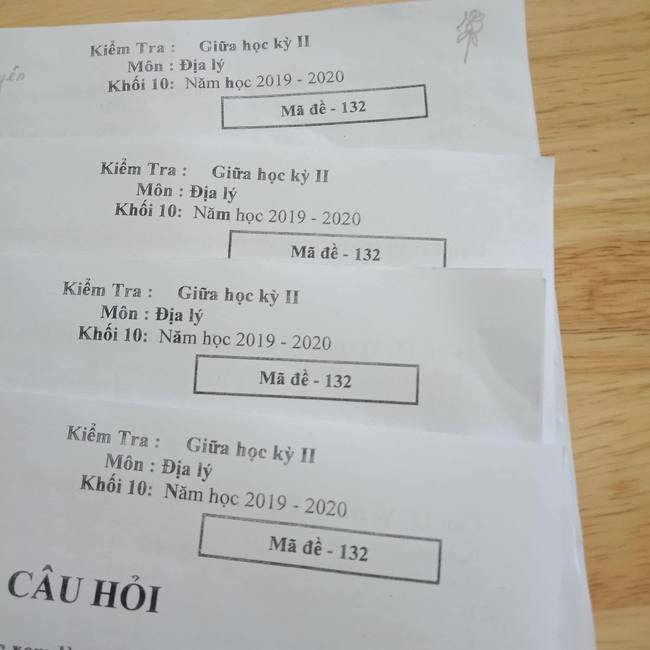 Kiểm Tra : Giữa học kỳ II
Môn : Địa lý
Khối 10: Năm học 2019 - 2020
Mã đề - 132
Kiểm Tra : Giữa học kỳ II
Môn : Địa lý
Khối 10: Năm học 2019 - 2020
Mã đề - 132
Kiểm Tra : Giữa học kỳ II
Môn : Địa lý
Khối 10: Năm học 2019 - 2020
Mã đề - 132
Kiểm Tra : Giữa học kỳ II
Môn : Địa lý
Khối 10: Năm học 2019 - 2020
Mã đề - 132
CÂU HỎI